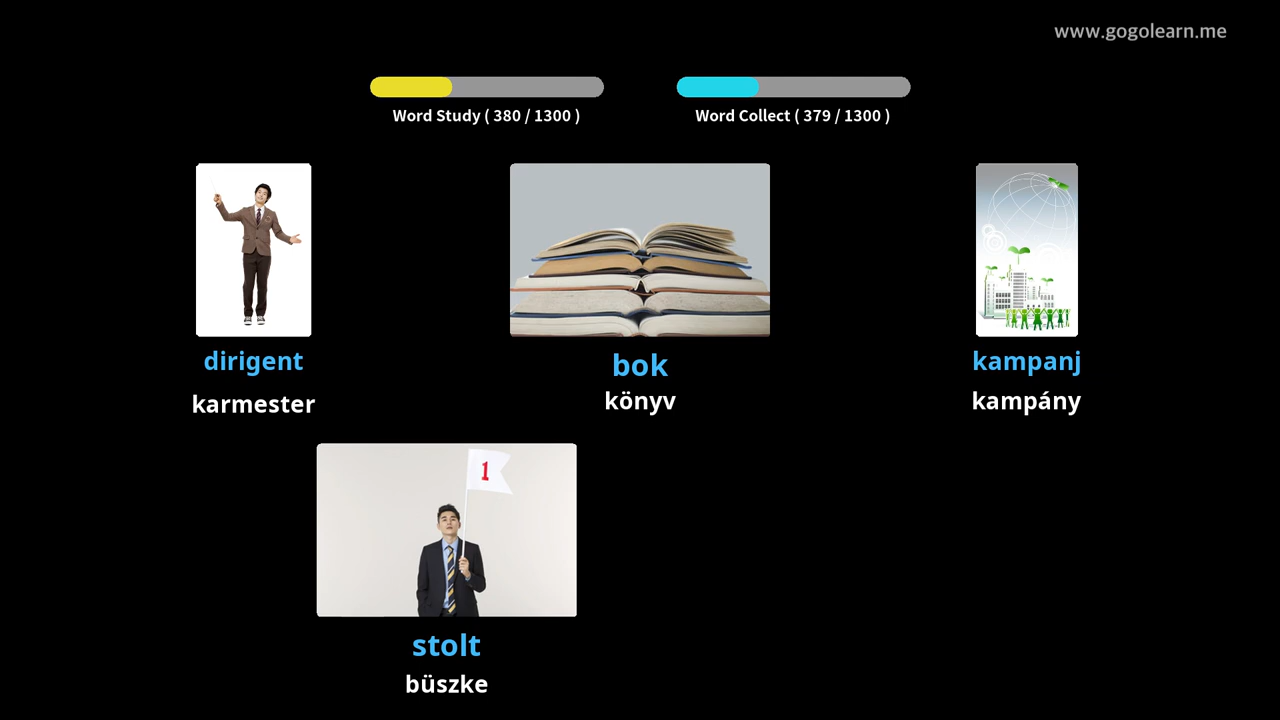 www.gogolearn.me
Word Study ( 380 / 1300 )
Word Collect ( 379 / 1300 )
dirigent
bok
kampanj
karmester
könyv
kampány
1
stolt
büszke